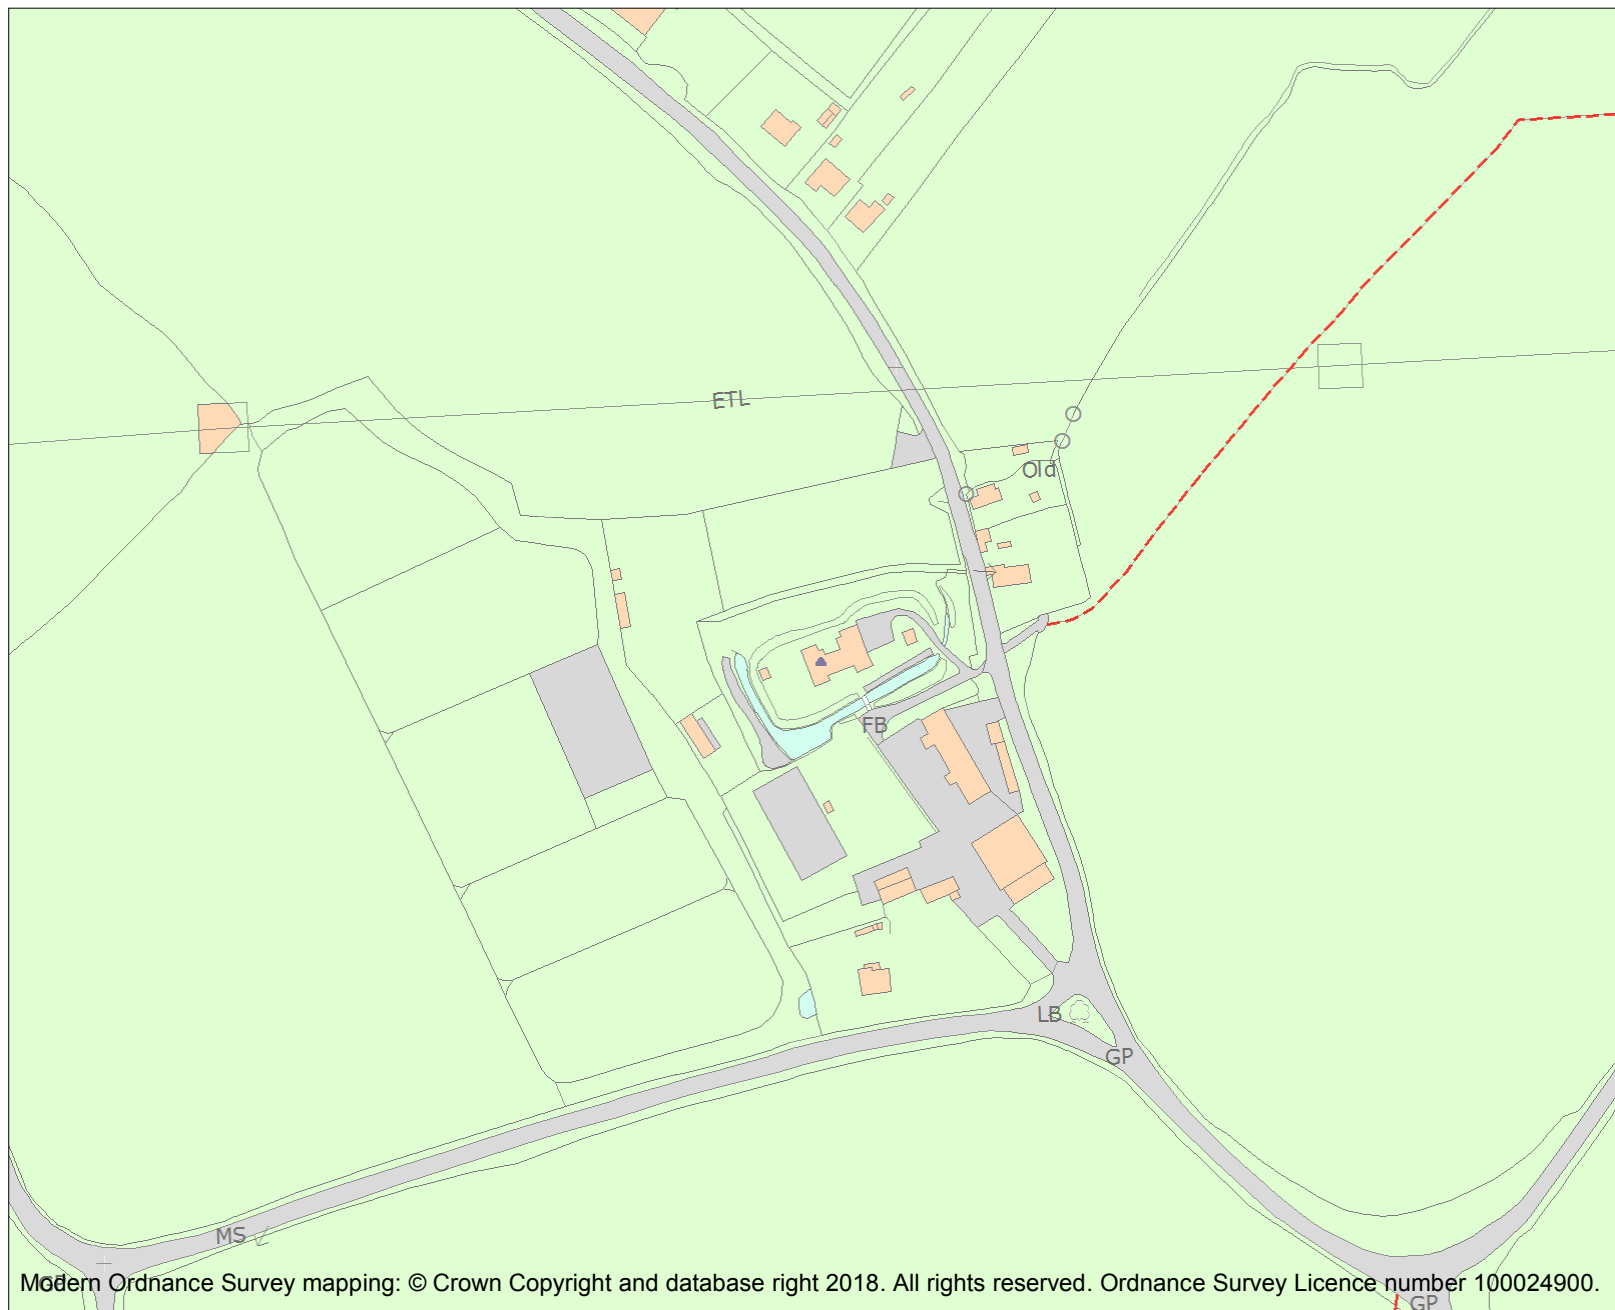 ETL
Old
FB
LB
GP
MS
GP
Modern Ordnance Survey mapping: © Crown Copyright and database right 2018. All rights reserved. Ordnance Survey Licence number 100024900.
GP